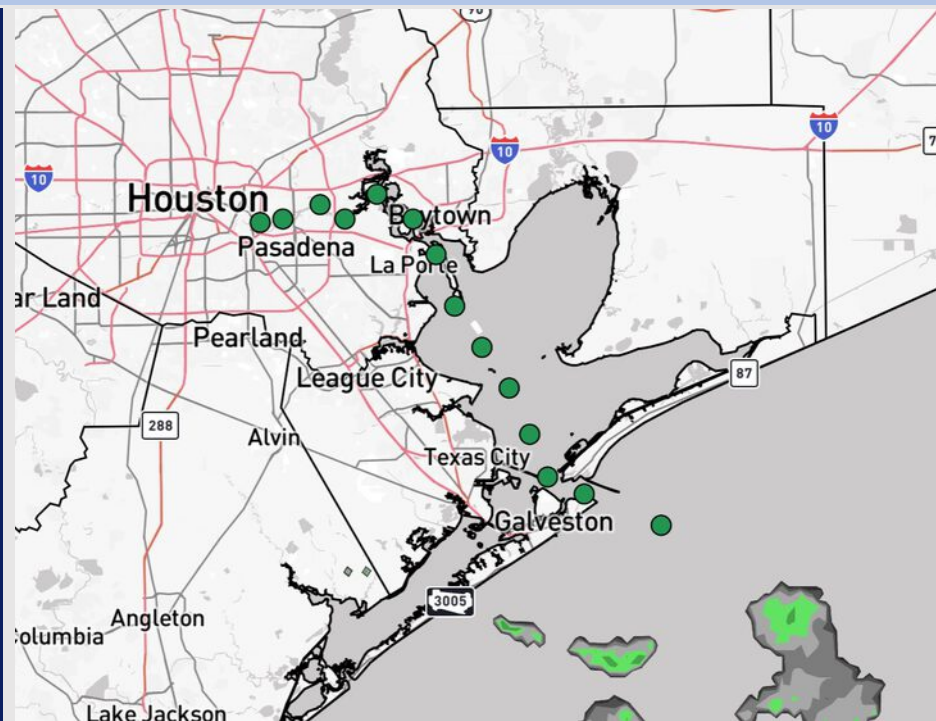 90
10
10
7
10
Houston
Baytown
Pasadena
La Porte
ar Land
Pearland
League City
87
288
Alvin
Texas City
Galveston
3005
Angleton
Columbia
Lake Jackson